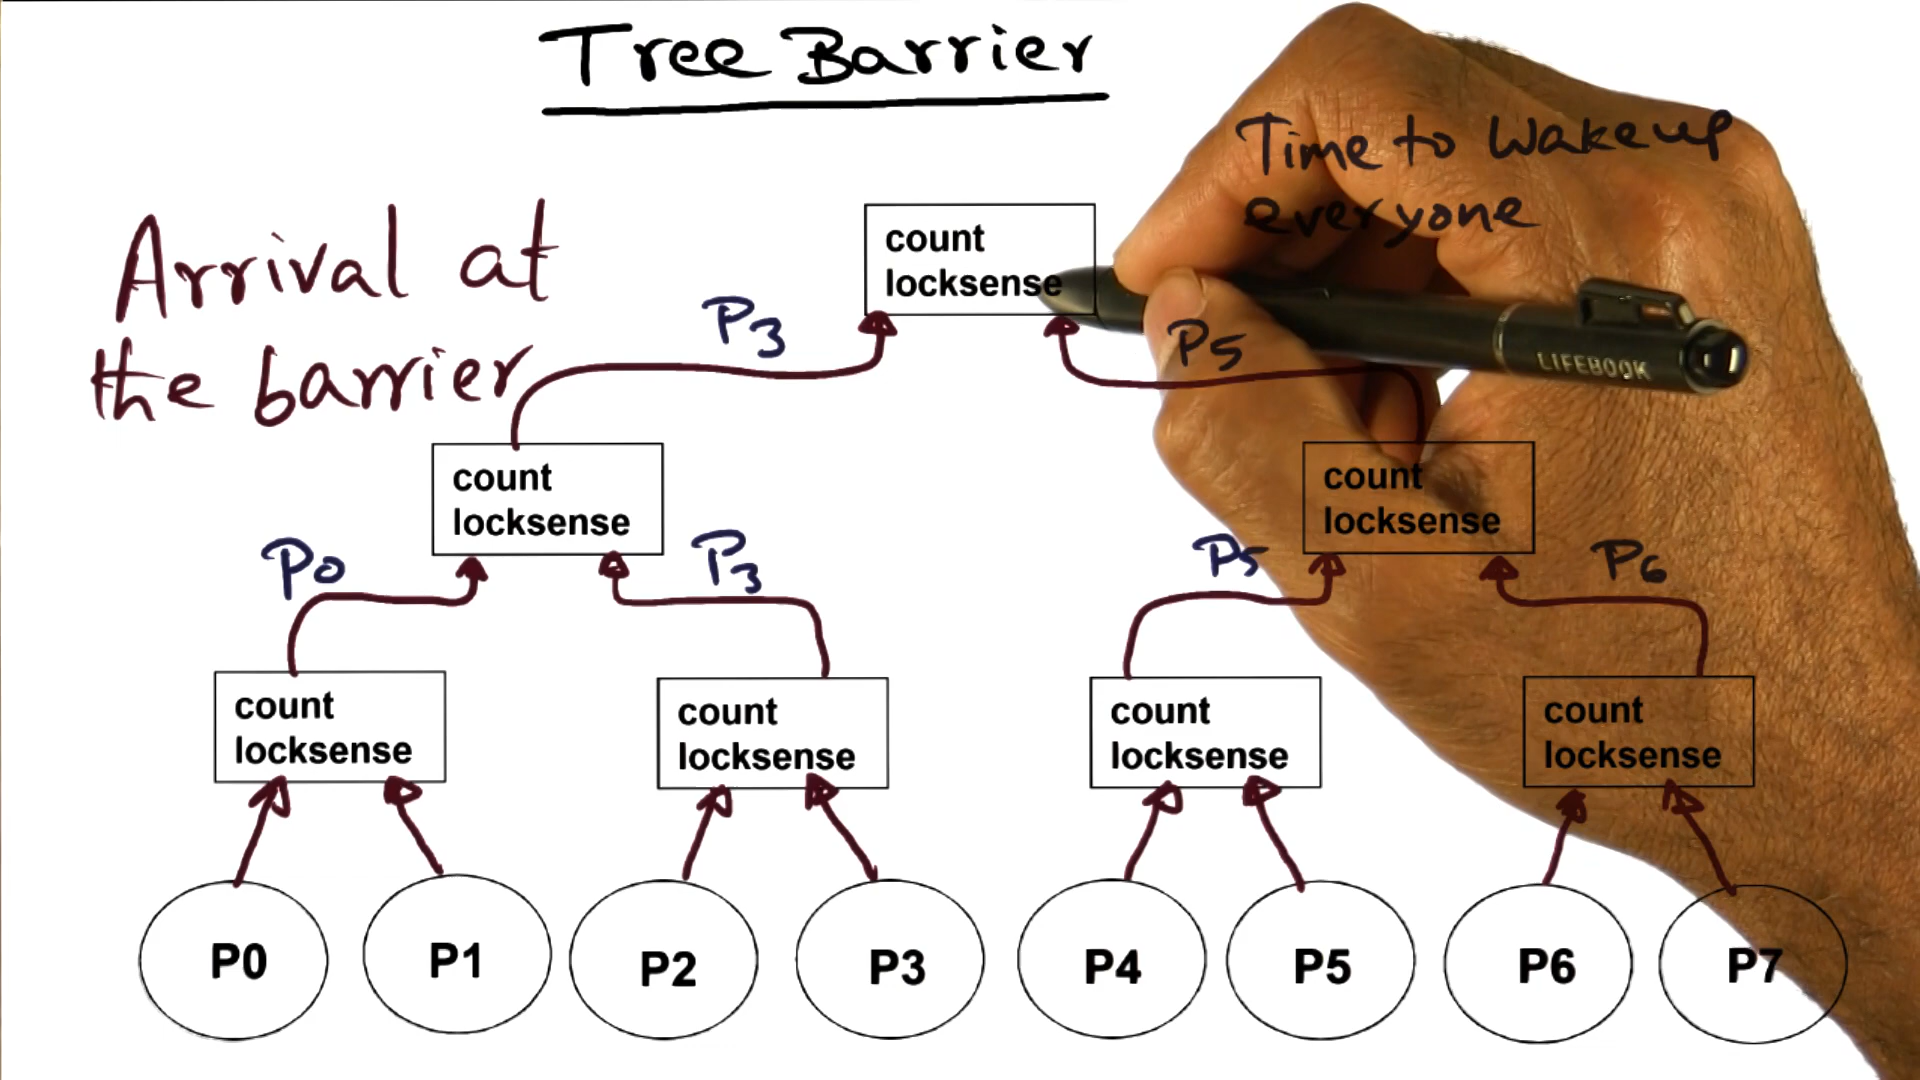 Tree Barrier
Time to Wakeup
everyone
Arrival at
the barrier
count
locksense
P3
P5
LIFEBOOK
count
locksense
count
locksense
P0
P3
P5
P6
count
locksense
count
locksense
count
locksense
count
locksense
P0
P1
P2
P3
P4
P5
P6
P7